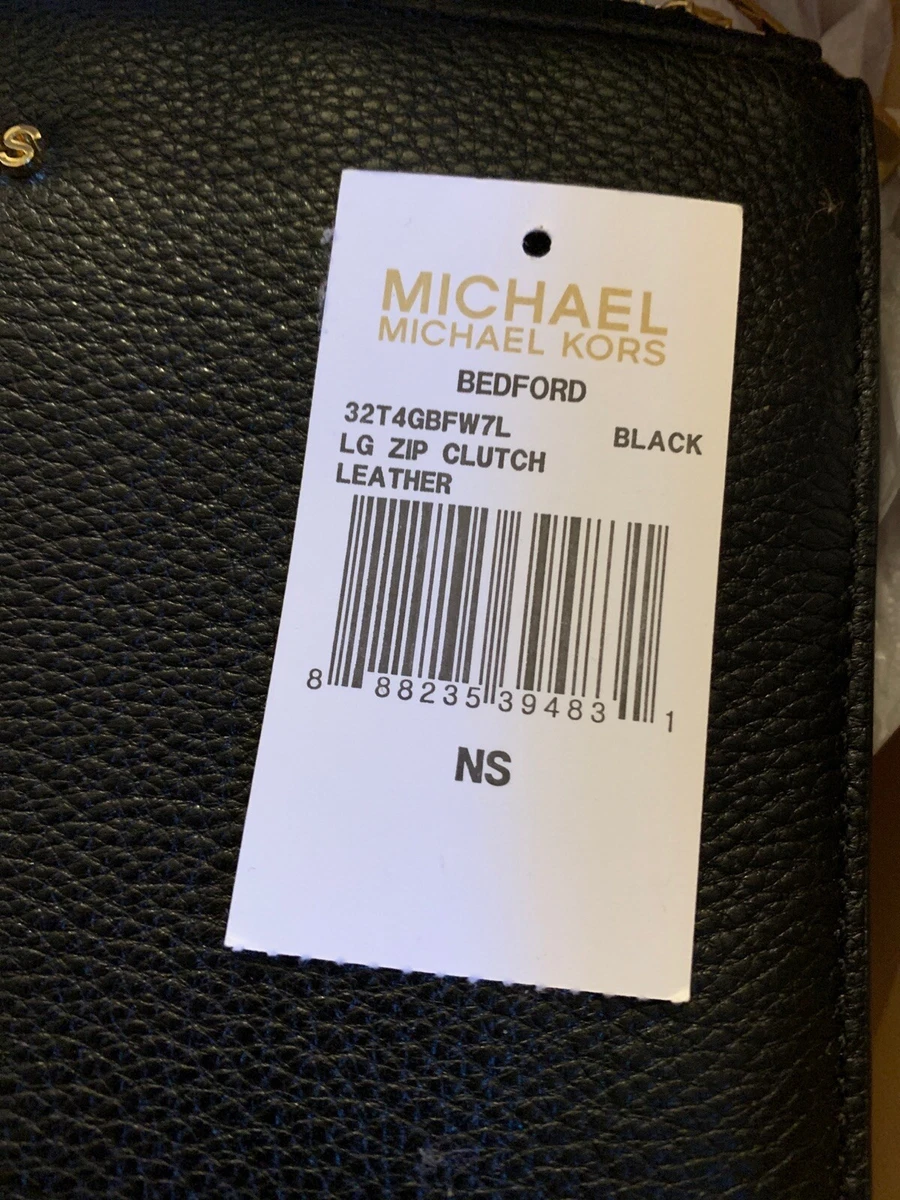 S
MICHAEL
MICHAEL KORS
BEDFORD
32T4GBFW7L BLACK
LG ZIP CLUTCH
LEATHER
8 88235 39483 1
NS